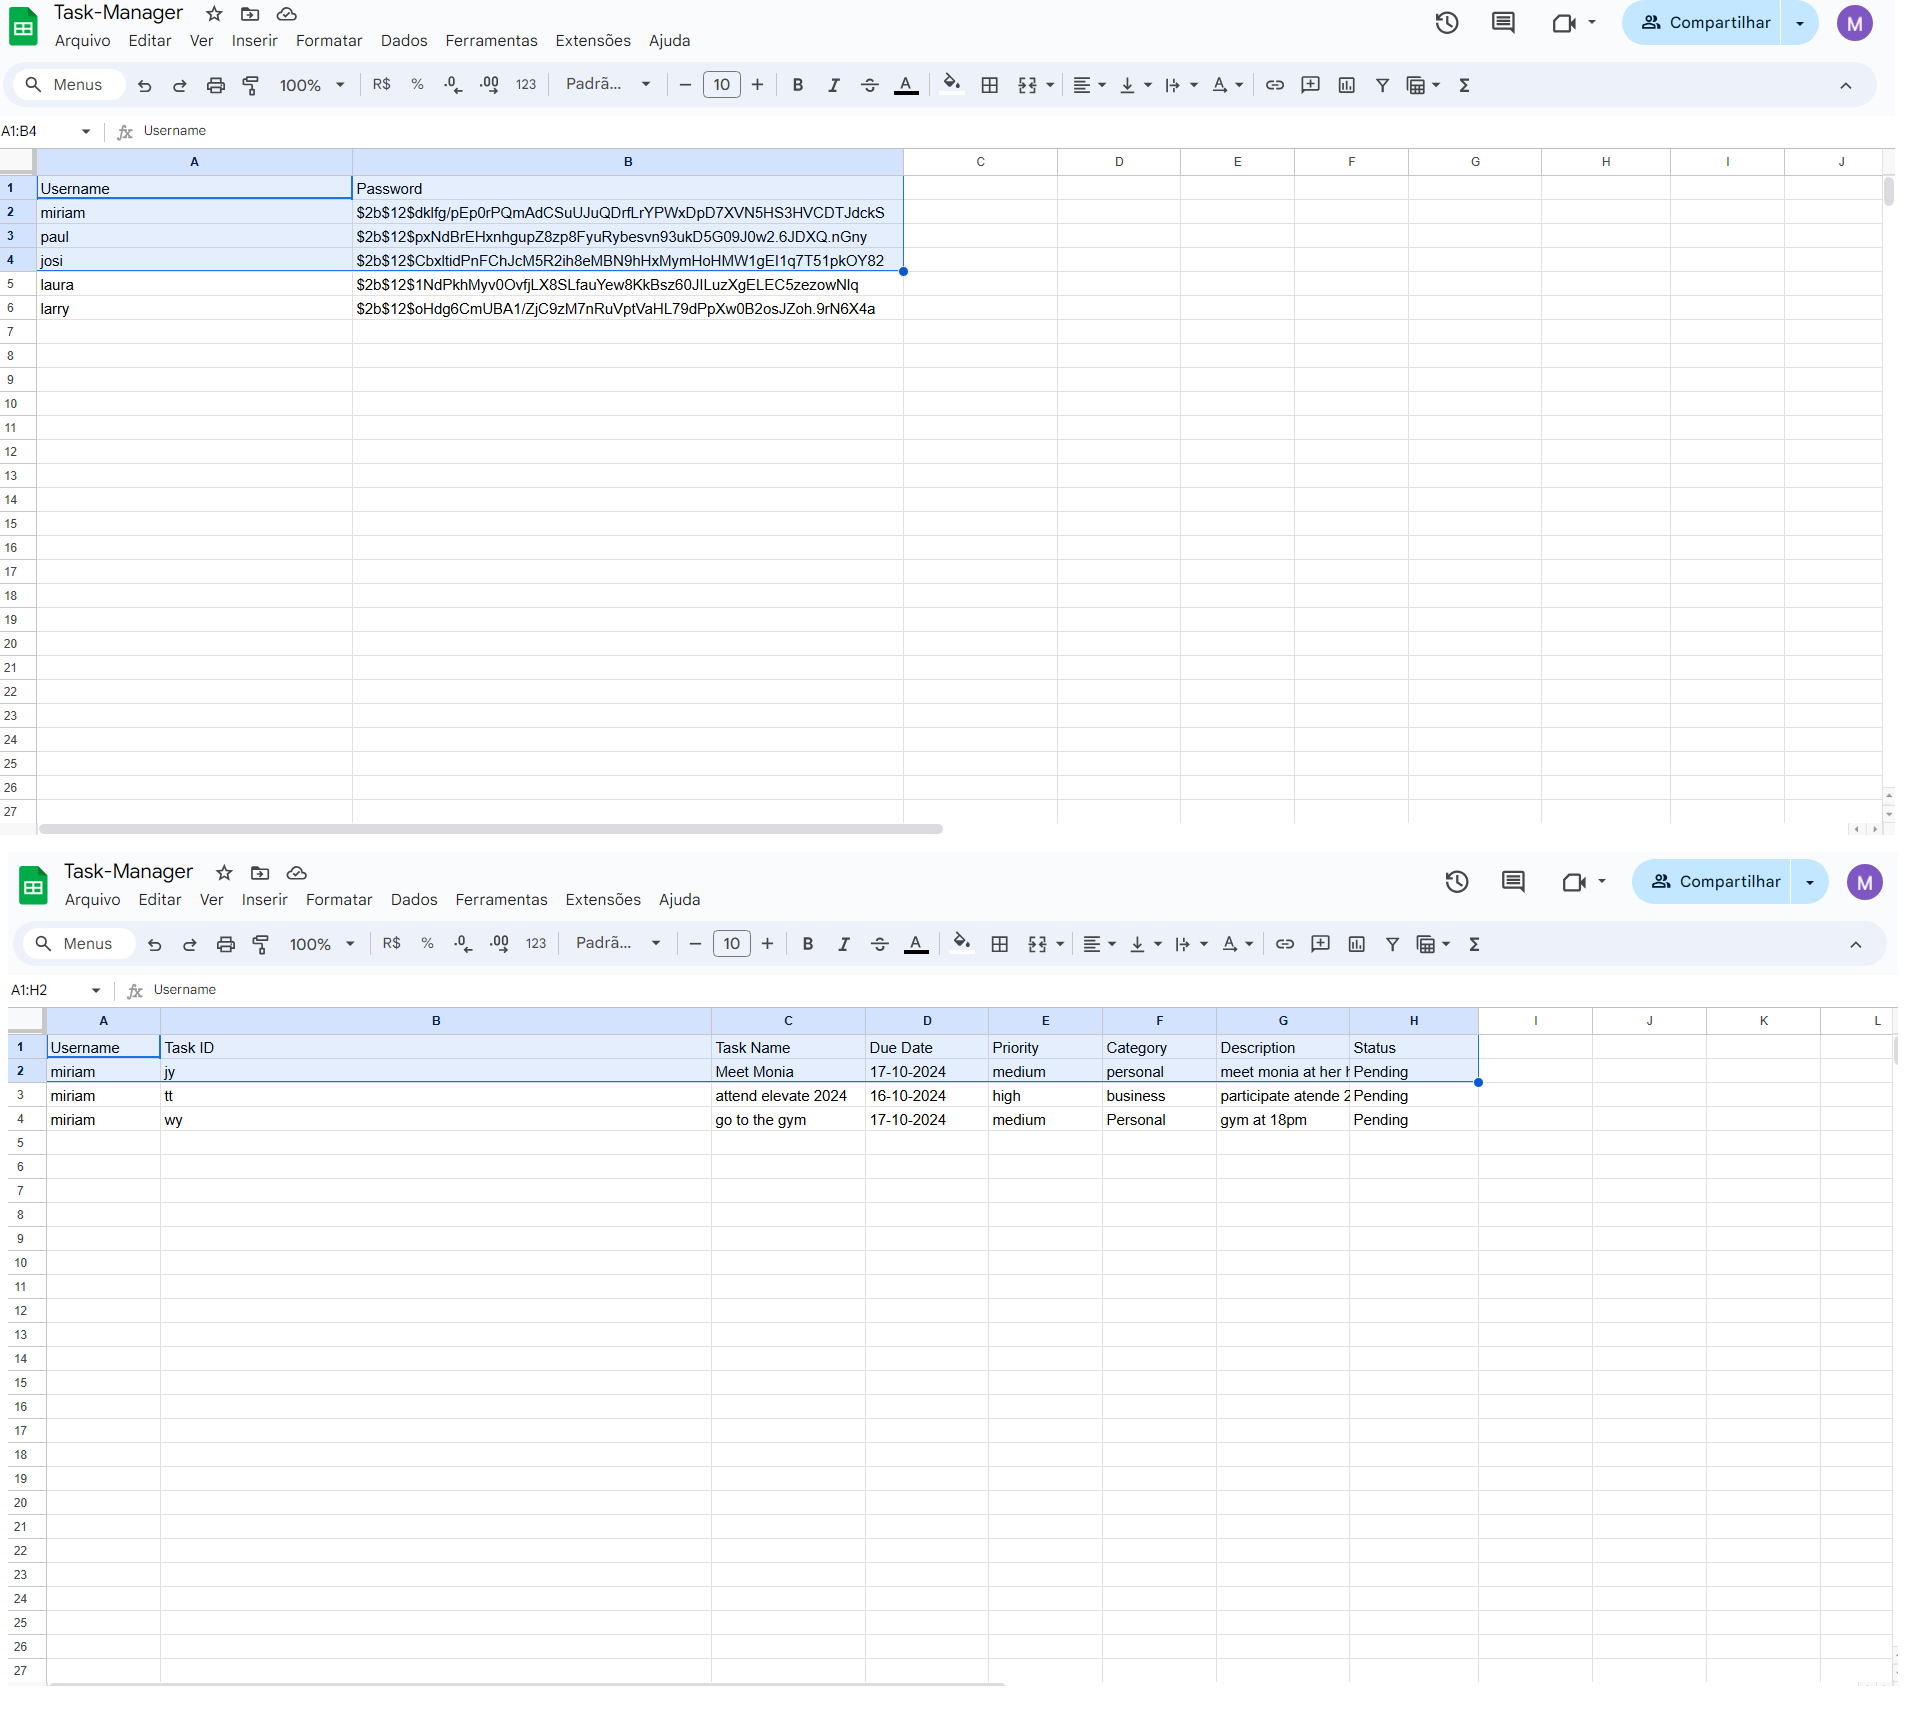 Task-Manager
Arquivo Editar Ver Inserir Formatar Dados Ferramentas Extensões Ajuda
Compartilhar M
Menus 100% R$ % .0 .00 123 Padrã... 10 B I A
A1:B4 Username
A B C D E F G H I J
1 Username Password
2 miriam $2b$12$dklfg/pEp0rPQmAdCSuUJuQDrfLrYPWxDpD7XVN5HS3HVCDTJdckS
3 paul $2b$12$pxNdBrEHxnhgupZ8zp8FyuRybesvn93ukD5G09J0w2.6JDXQ.nGny
4 josi $2b$12$CbxltidPnFChJcM5R2ih8eMBN9hHxMymHoHMW1gEI1q7T51pkOY82
5 laura $2b$12$1NdPkhMyv0OvfjLX8SLfauYew8KkBsz60JILuzXgELEC5zezowNlq
6 larry $2b$12$oHdg6CmUBA1/ZjC9zM7nRuVptVaHL79dPpXw0B2osJZoh.9rN6X4a
7
8
9
10
11
12
13
14
15
16
17
18
19
20
21
22
23
24
25
26
27
Task-Manager
Arquivo Editar Ver Inserir Formatar Dados Ferramentas Extensões Ajuda
Compartilhar M
Menus 100% R$ % .0 .00 123 Padrã... 10 B I A
A1:H2 Username
A B C D E F G H I J K L
1 Username Task ID Task Name Due Date Priority Category Description Status
2 miriam jy Meet Monia 17-10-2024 medium personal meet monia at her Pending
3 miriam tt attend elevate 2024 16-10-2024 high business participate atende Pending
4 miriam wy go to the gym 17-10-2024 medium Personal gym at 18pm Pending
5
6
7
8
9
10
11
12
13
14
15
16
17
18
19
20
21
22
23
24
25
26
27